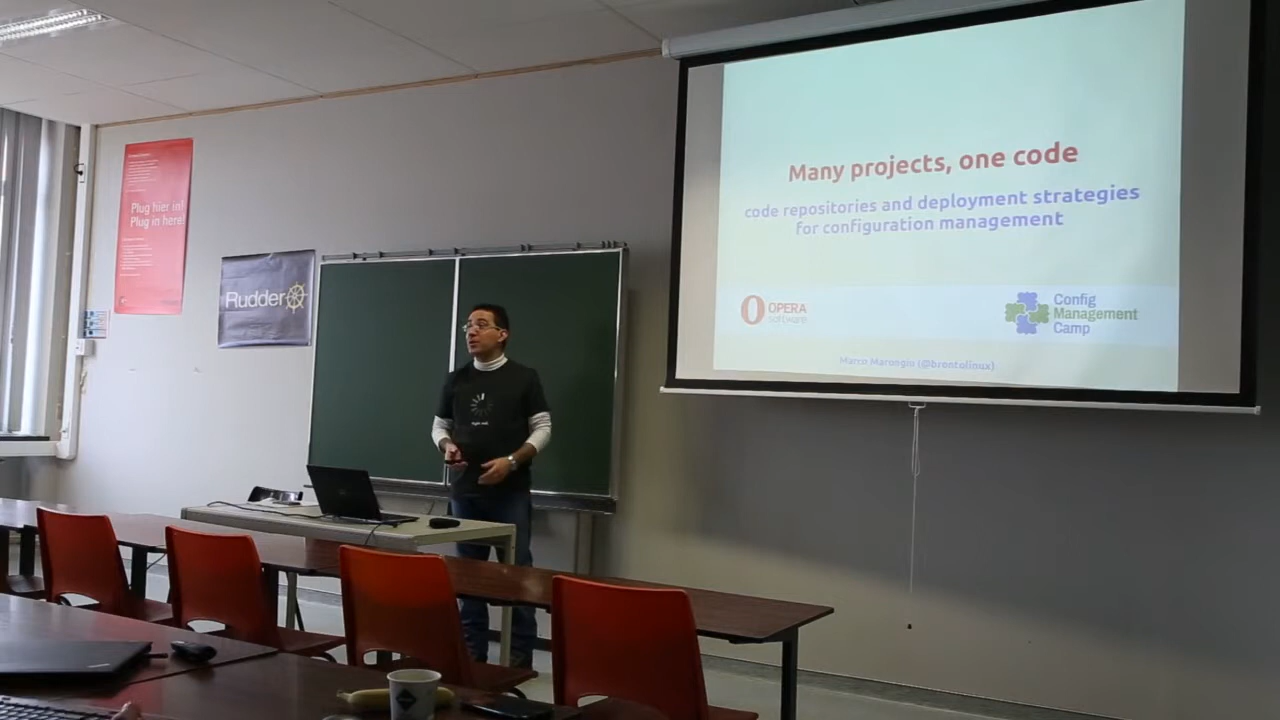 Plug hier in!
Plug in here!
Rudder
Many projects, one code
code repositories and deployment strategies
for configuration management
OPERA
software
Config
Management
Camp
Marco Marongiu (@brontolinux)